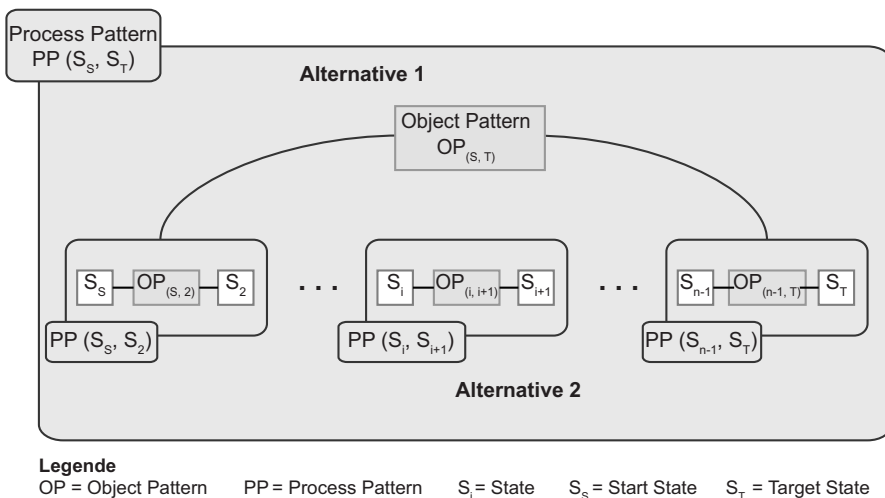 Process Pattern
PP (S_S, S_T)
Alternative 1
Object Pattern
OP_(S, T)
S_S OP_(S, 2) S_2 . . . S_i OP_(i, i+1) S_i+1 . . . S_n-1 OP_(n-1, T) S_T
PP (S_S, S_2) PP (S_i, S_i+1) PP (S_n-1, S_T)
Alternative 2
Legende
OP = Object Pattern PP = Process Pattern S_i = State S_S = Start State S_T = Target State